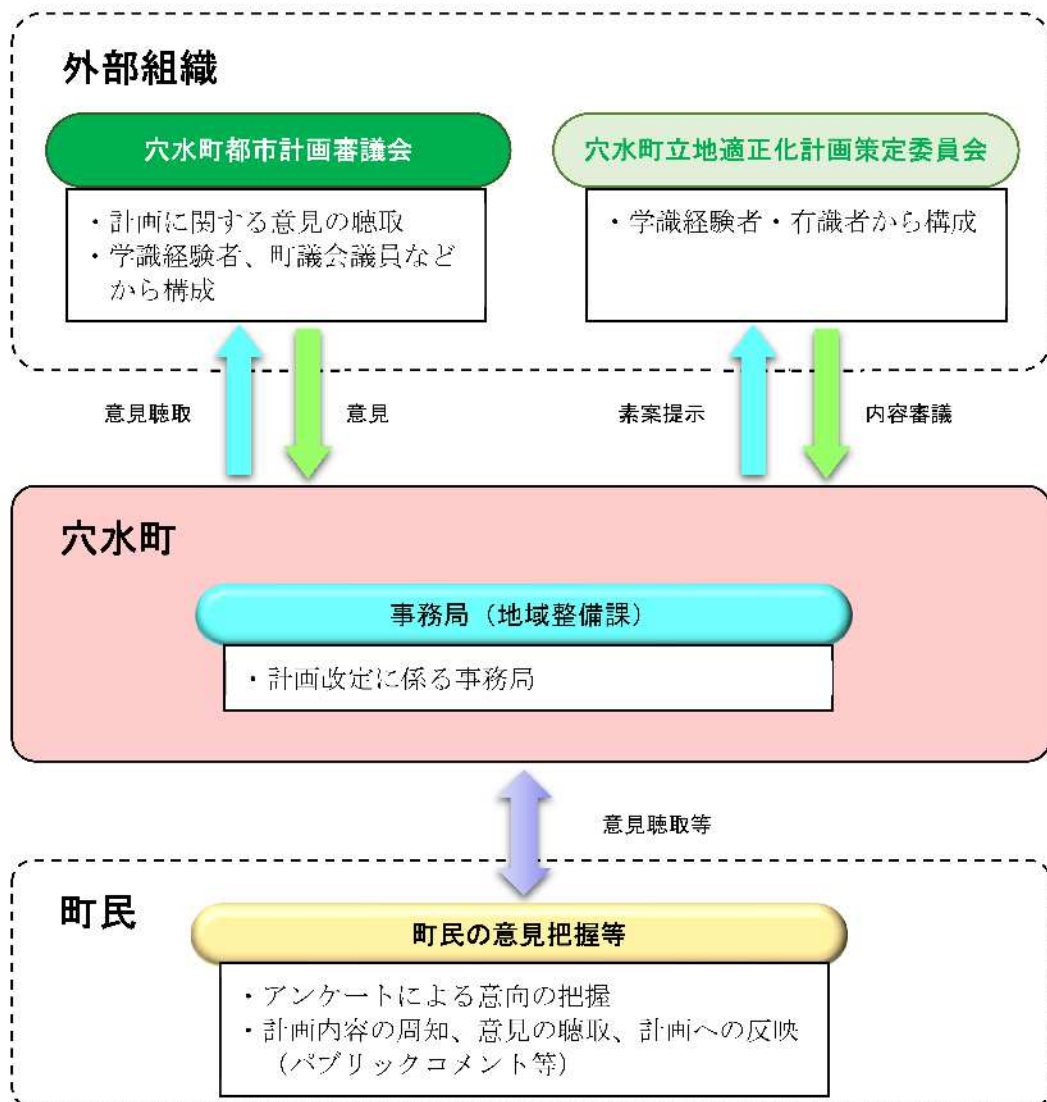 外部組織
穴水町都市計画審議会
・計画に関する意見の聴取
・学識経験者、町議会議員など
から構成
穴水町立地適正化計画策定委員会
・学識経験者・有識者から構成
意見聴取
意見
素案提示
内容審議
穴水町
事務局（地域整備課）
・計画改定に係る事務局
意見聴取等
町民
町民の意見把握等
・アンケートによる意向の把握
・計画内容の周知、意見の聴取、計画への反映
（パブリックコメント等）